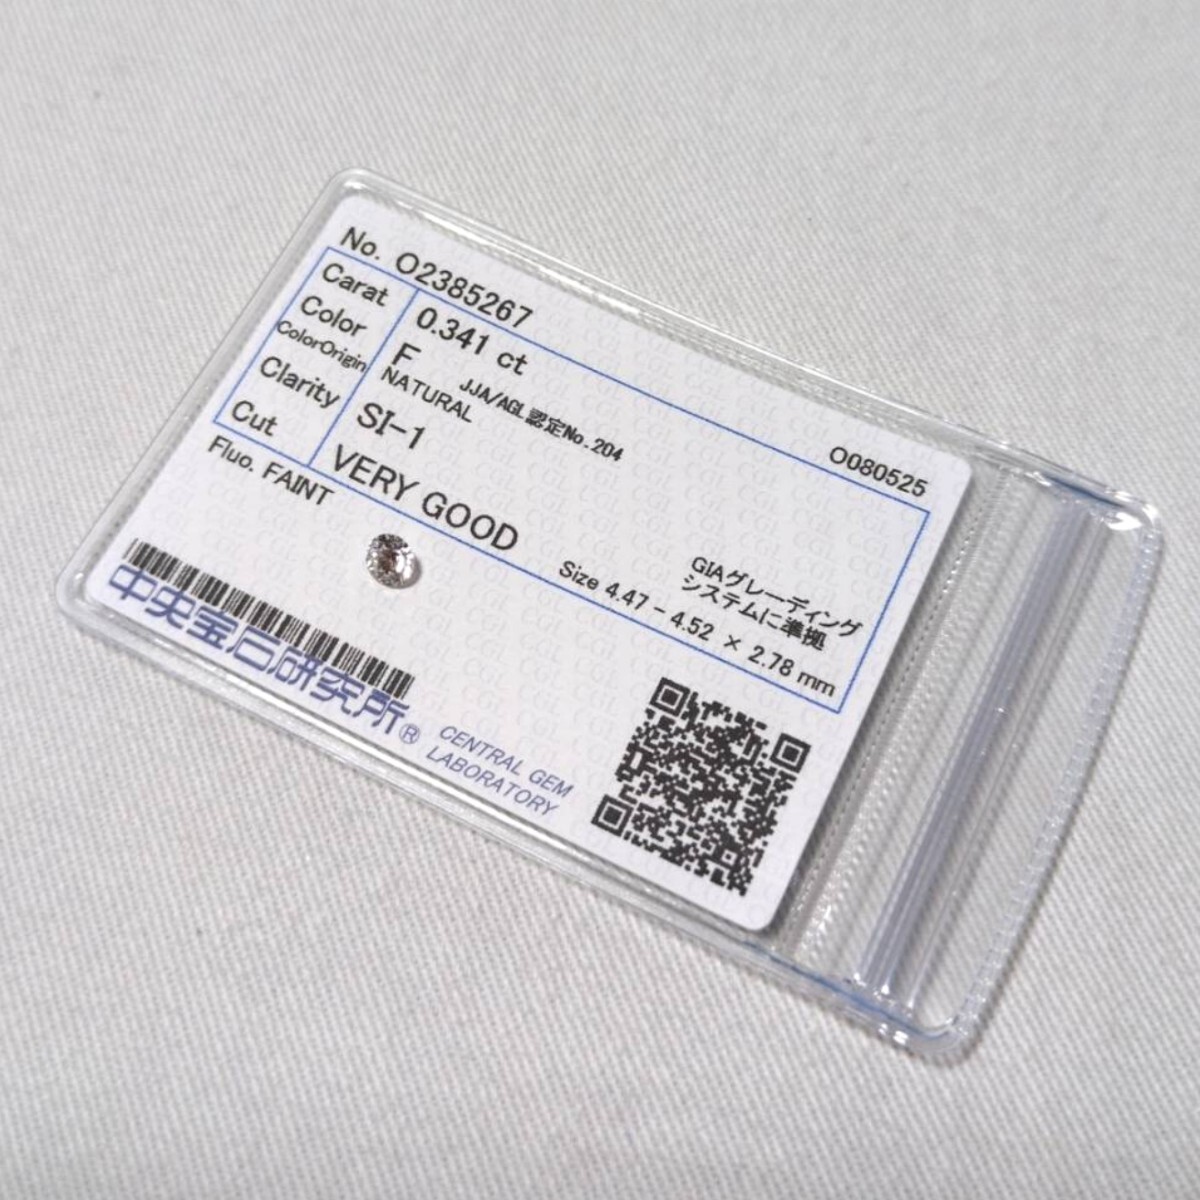 No. O2385267
Carat 0.341 ct
Color F JJA/AGL認定No.204
ColorOrigin NATURAL
Clarity SI-1
Cut VERY GOOD
O080525
GIAグレーディング
システムに準拠
Fluo. FAINT
Size 4.47 - 4.52 × 2.78 mm
中央宝石研究所®
CENTRAL GEM
LABORATORY